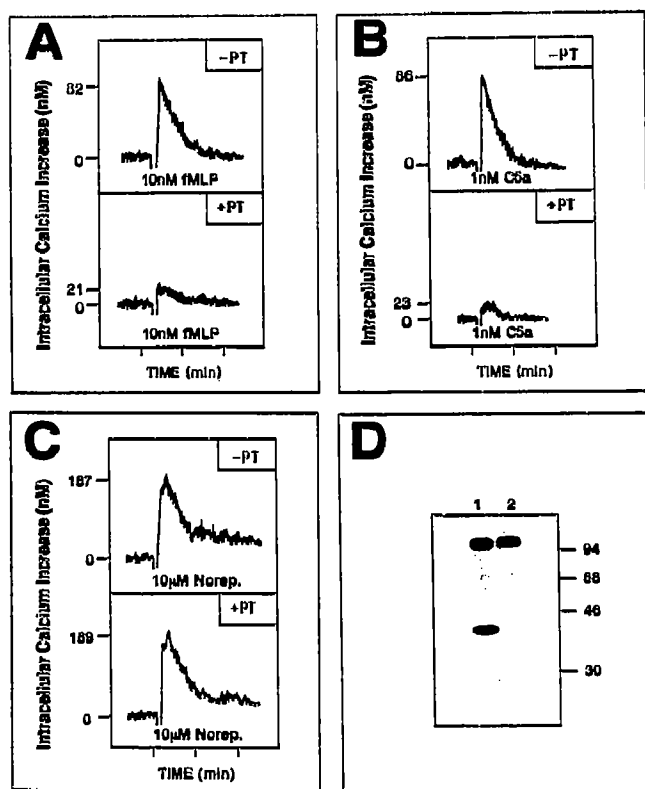 A
Intracellular Calcium Increase (nM)
-PT
82
0
10nM fMLP
+PT
21
0
10nM fMLP
TIME (min)
B
Intracellular Calcium Increase (nM)
-PT
86
0
1nM C5a
+PT
23
0
1nM C5a
TIME (min)
C
Intracellular Calcium Increase (nM)
-PT
187
0
10μM Norep.
+PT
189
0
10μM Norep.
TIME (min)
D
1 2
94
68
46
30